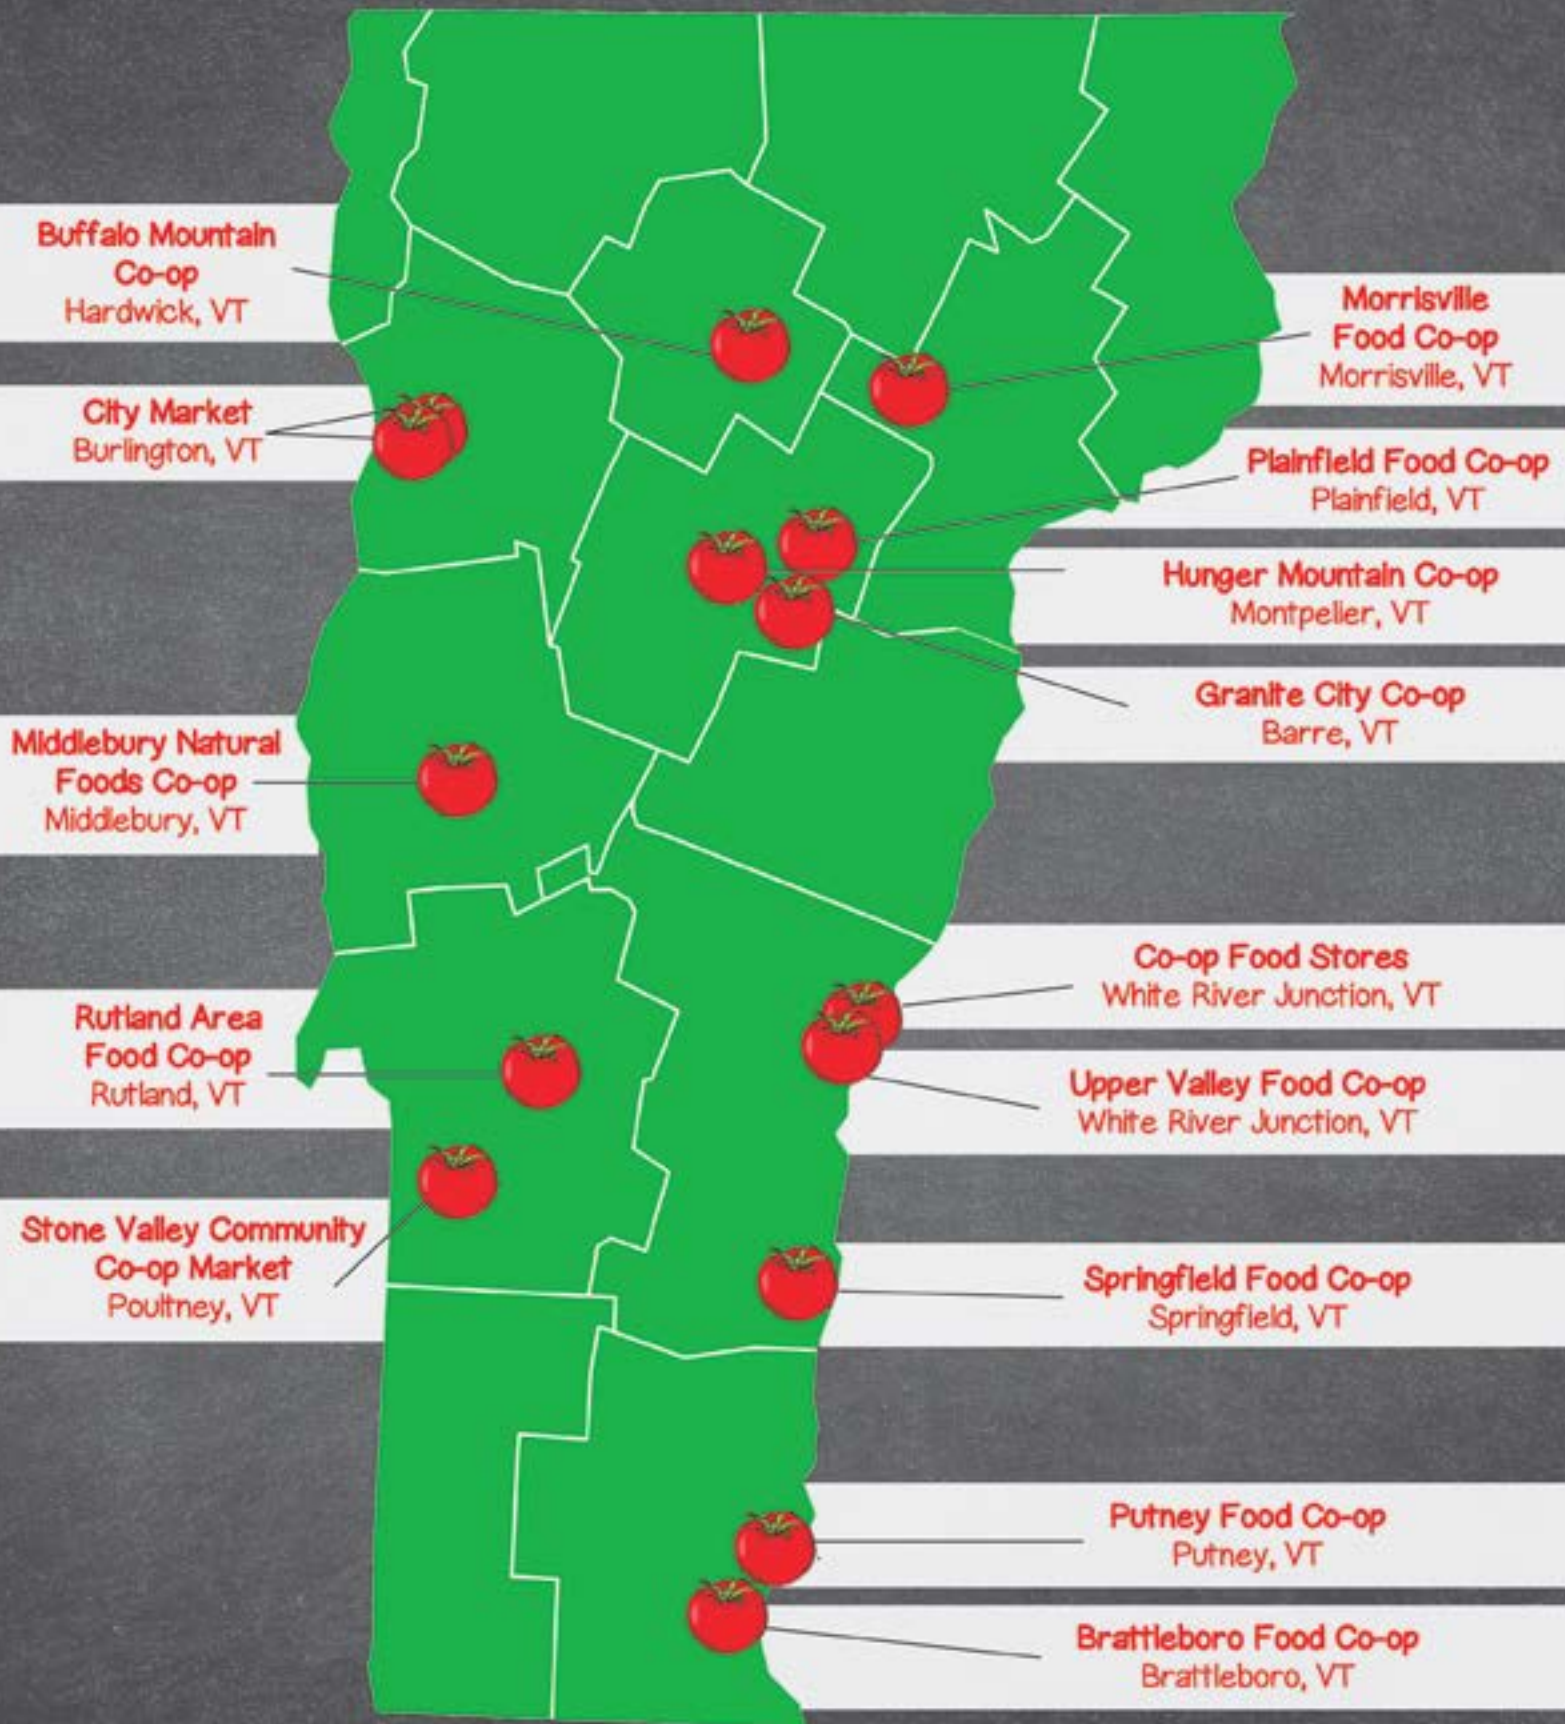 Buffalo Mountain
Co-op
Hardwick, VT
City Market
Burlington, VT
Middlebury Natural
Foods Co-op
Middlebury, VT
Rutland Area
Food Co-op
Rutland, VT
Stone Valley Community
Co-op Market
Poultney, VT
Morrisville
Food Co-op
Morrisville, VT
Plainfield Food Co-op
Plainfield, VT
Hunger Mountain Co-op
Montpelier, VT
Granite City Co-op
Barre, VT
Co-op Food Stores
White River Junction, VT
Upper Valley Food Co-op
White River Junction, VT
Springfield Food Co-op
Springfield, VT
Putney Food Co-op
Putney, VT
Brattleboro Food Co-op
Brattleboro, VT